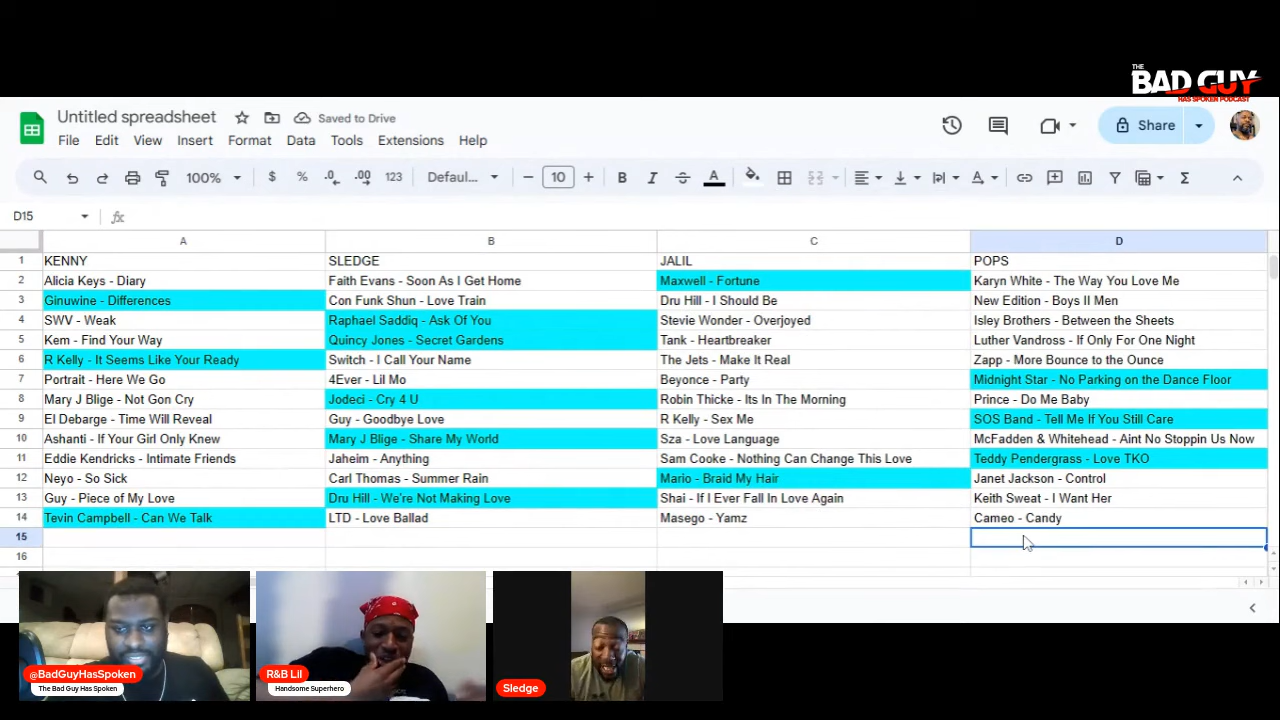 THE
BAD GUY
HAS SPOKEN PODCAST
Untitled spreadsheet
Saved to Drive
File Edit View Insert Format Data Tools Extensions Help
Share
100% $ % .0 .00 123 Defaul... 10 B I A
D15 fx
A B C D
1 KENNY SLEDGE JALIL POPS
2 Alicia Keys - Diary Faith Evans - Soon As I Get Home Maxwell - Fortune Karyn White - The Way You Love Me
3 Ginuwine - Differences Con Funk Shun - Love Train Dru Hill - I Should Be New Edition - Boys II Men
4 SWV - Weak Raphael Saddiq - Ask Of You Stevie Wonder - Overjoyed Isley Brothers - Between the Sheets
5 Kem - Find Your Way Quincy Jones - Secret Gardens Tank - Heartbreaker Luther Vandross - If Only For One Night
6 R Kelly - It Seems Like Your Ready Switch - I Call Your Name The Jets - Make It Real Zapp - More Bounce to the Ounce
7 Portrait - Here We Go 4Ever - Lil Mo Beyonce - Party Midnight Star - No Parking on the Dance Floor
8 Mary J Blige - Not Gon Cry Jodeci - Cry 4 U Robin Thicke - Its In The Morning Prince - Do Me Baby
9 El Debarge - Time Will Reveal Guy - Goodbye Love R Kelly - Sex Me SOS Band - Tell Me If You Still Care
10 Ashanti - If Your Girl Only Knew Mary J Blige - Share My World Sza - Love Language McFadden & Whitehead - Aint No Stoppin Us Now
11 Eddie Kendricks - Intimate Friends Jaheim - Anything Sam Cooke - Nothing Can Change This Love Teddy Pendergrass - Love TKO
12 Neyo - So Sick Carl Thomas - Summer Rain Mario - Braid My Hair Janet Jackson - Control
13 Guy - Piece of My Love Dru Hill - We're Not Making Love Shai - If I Ever Fall In Love Again Keith Sweat - I Want Her
14 Tevin Campbell - Can We Talk LTD - Love Ballad Masego - Yamz Cameo - Candy
15
16
@BadGuyHasSpoken
The Bad Guy Has Spoken
R&B Lil
Handsome Superhero
Sledge